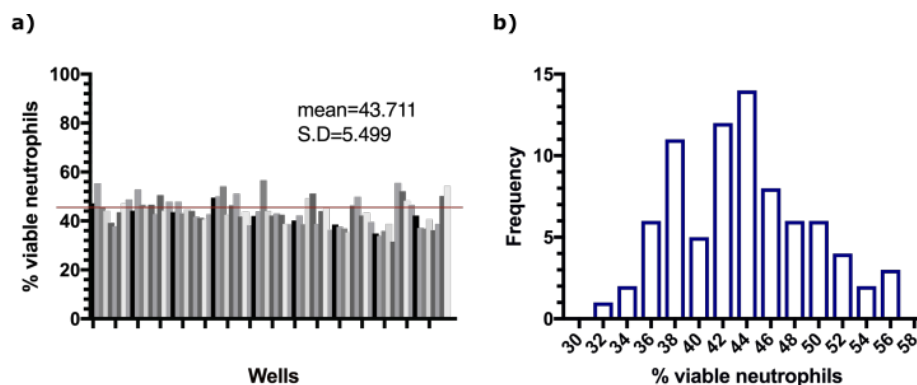 a)
100
80
60
40
20
0
% viable neutrophils
mean=43.711
S.D=5.499
Wells
b)
15
10
5
0
Frequency
30 32 34 36 38 40 42 44 46 48 50 52 54 56 58
% viable neutrophils